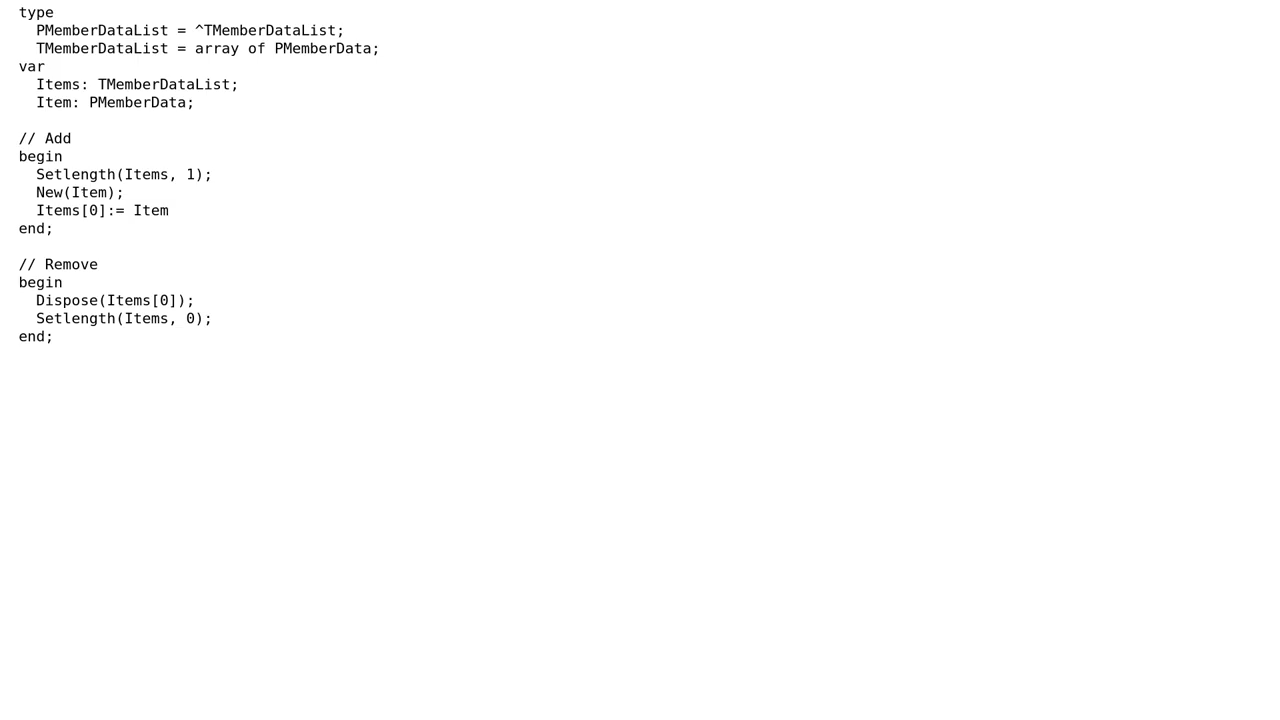 type
  PMemberDataList = ^TMemberDataList;
  TMemberDataList = array of PMemberData;
var
  Items: TMemberDataList;
  Item: PMemberData;

// Add
begin
  Setlength(Items, 1);
  New(Item);
  Items[0]:= Item
end;

// Remove
begin
  Dispose(Items[0]);
  Setlength(Items, 0);
end;